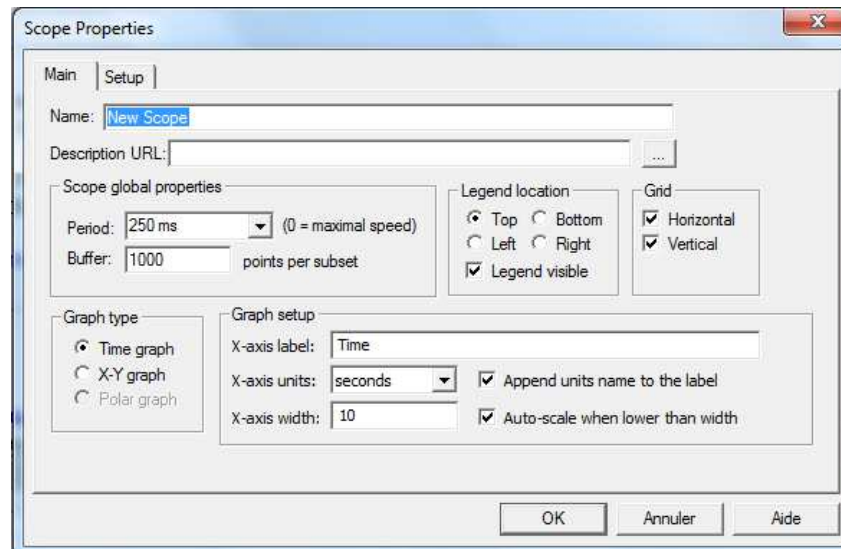 Scope Properties
Main Setup
Name: New Scope
Description URL: ...
Scope global properties
Period: 250 ms (0 = maximal speed)
Buffer: 1000 points per subset
Legend location
Top Bottom
Left Right
Legend visible
Grid
Horizontal
Vertical
Graph type
Time graph
X-Y graph
Polar graph
Graph setup
X-axis label: Time
X-axis units: seconds Append units name to the label
X-axis width: 10 Auto-scale when lower than width
OK Annuler Aide